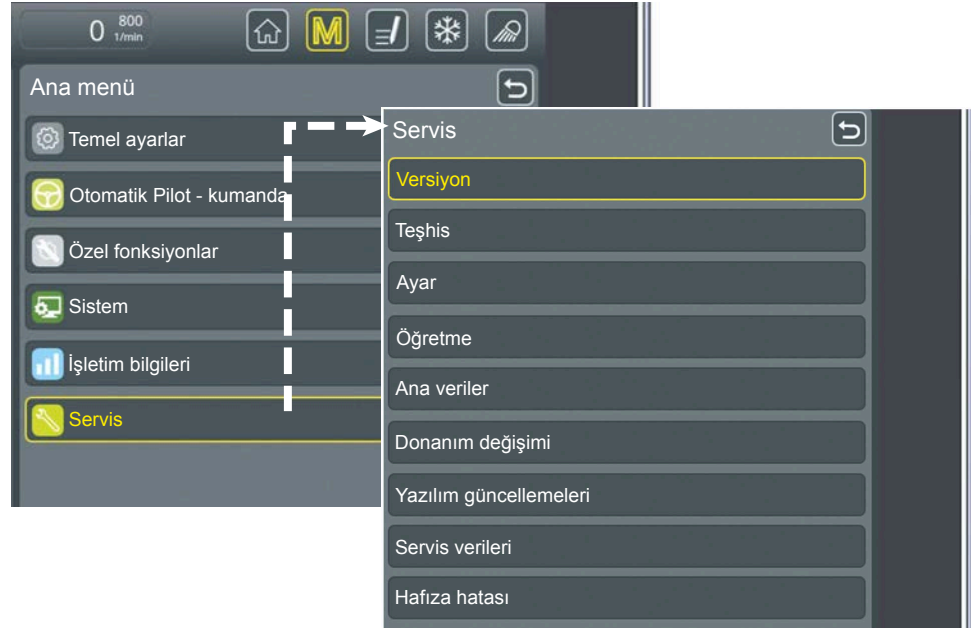 0 800
1/min
M
Ana menü
Temel ayarlar
Otomatik Pilot - kumanda
Özel fonksiyonlar
Sistem
İşletim bilgileri
Servis
Servis
Versiyon
Teşhis
Ayar
Öğretme
Ana veriler
Donanım değişimi
Yazılım güncellemeleri
Servis verileri
Hafıza hatası